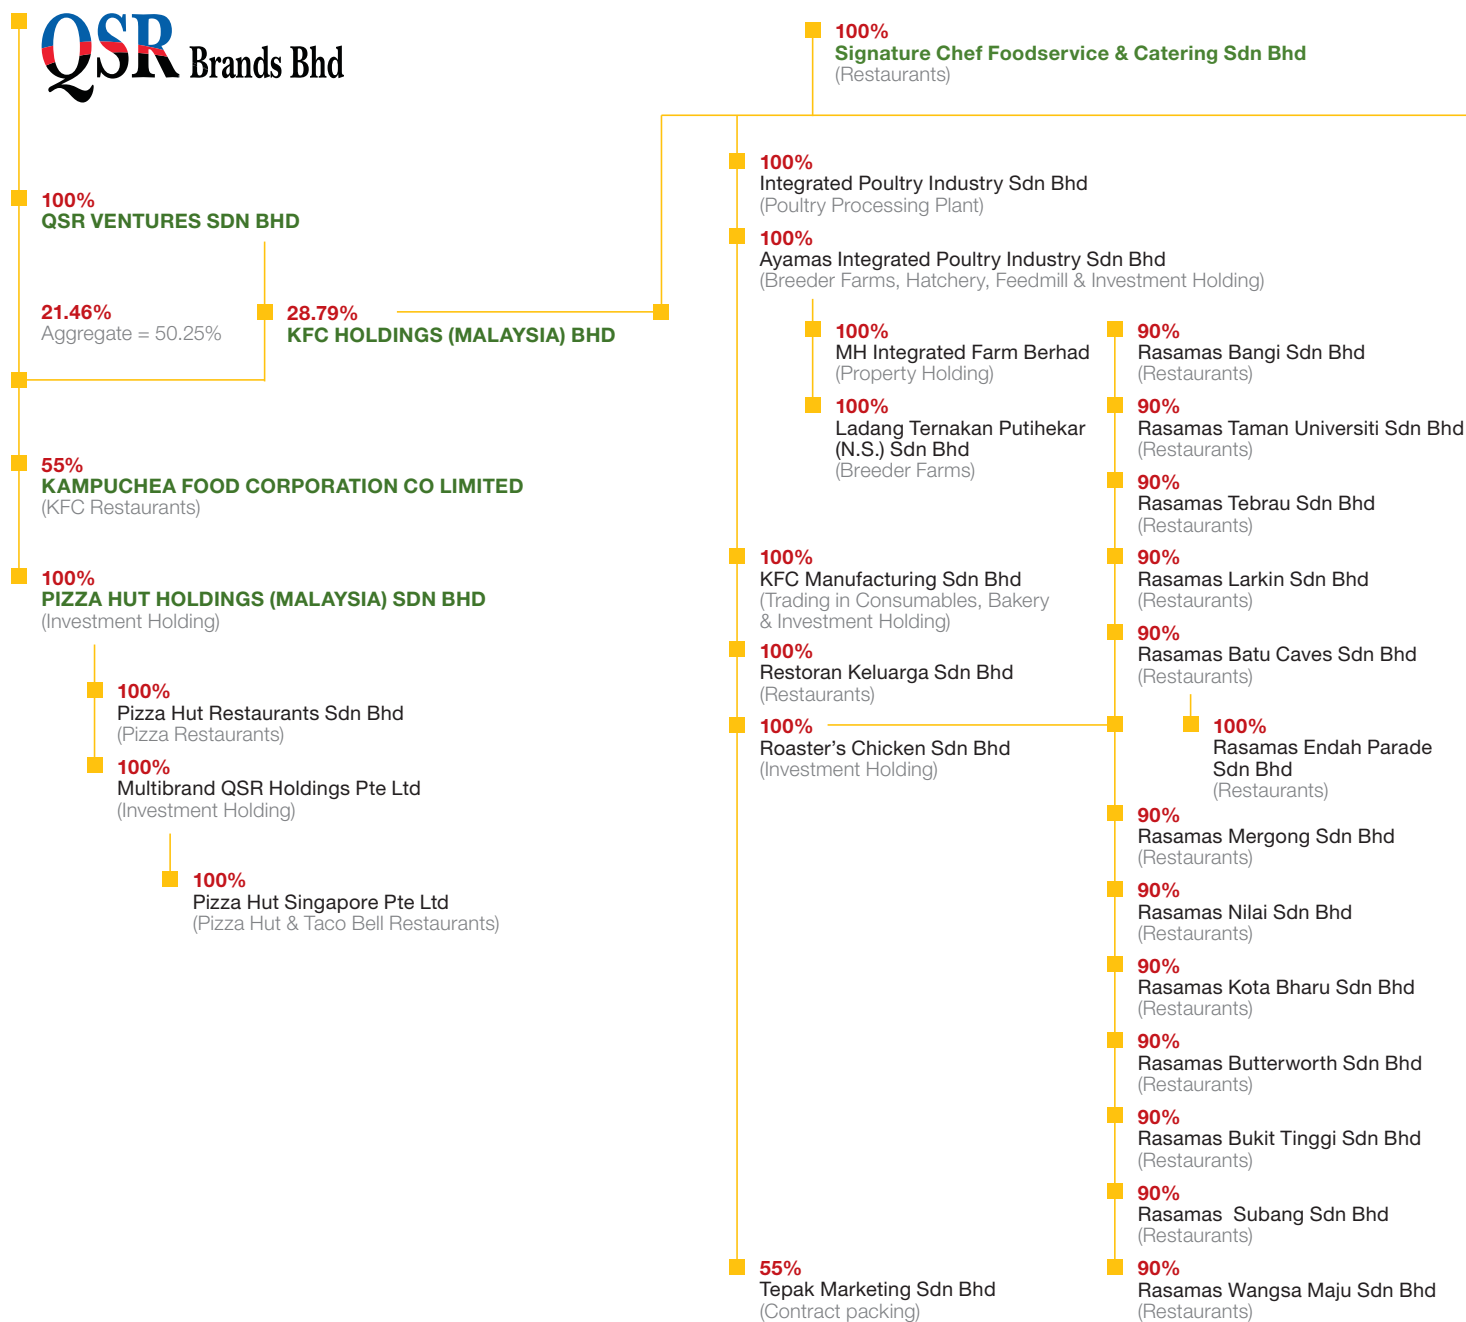 QSR Brands Bhd
100%
QSR VENTURES SDN BHD
21.46%
Aggregate = 50.25%
28.79%
KFC HOLDINGS (MALAYSIA) BHD
55%
KAMPUCHEA FOOD CORPORATION CO LIMITED
(KFC Restaurants)
100%
PIZZA HUT HOLDINGS (MALAYSIA) SDN BHD
(Investment Holding)
100%
Pizza Hut Restaurants Sdn Bhd
(Pizza Restaurants)
100%
Multibrand QSR Holdings Pte Ltd
(Investment Holding)
100%
Pizza Hut Singapore Pte Ltd
(Pizza Hut & Taco Bell Restaurants)
100%
Signature Chef Foodservice & Catering Sdn Bhd
(Restaurants)
100%
Integrated Poultry Industry Sdn Bhd
(Poultry Processing Plant)
100%
Ayamas Integrated Poultry Industry Sdn Bhd
(Breeder Farms, Hatchery, Feedmill & Investment Holding)
100%
MH Integrated Farm Berhad
(Property Holding)
100%
Ladang Ternakan Putihekar
(N.S.) Sdn Bhd
(Breeder Farms)
100%
KFC Manufacturing Sdn Bhd
(Trading in Consumables, Bakery
& Investment Holding)
100%
Restoran Keluarga Sdn Bhd
(Restaurants)
100%
Roaster’s Chicken Sdn Bhd
(Investment Holding)
55%
Tepak Marketing Sdn Bhd
(Contract packing)
90%
Rasamas Bangi Sdn Bhd
(Restaurants)
90%
Rasamas Taman Universiti Sdn Bhd
(Restaurants)
90%
Rasamas Tebrau Sdn Bhd
(Restaurants)
90%
Rasamas Larkin Sdn Bhd
(Restaurants)
90%
Rasamas Batu Caves Sdn Bhd
(Restaurants)
100%
Rasamas Endah Parade
Sdn Bhd
(Restaurants)
90%
Rasamas Mergong Sdn Bhd
(Restaurants)
90%
Rasamas Nilai Sdn Bhd
(Restaurants)
90%
Rasamas Kota Bharu Sdn Bhd
(Restaurants)
90%
Rasamas Butterworth Sdn Bhd
(Restaurants)
90%
Rasamas Bukit Tinggi Sdn Bhd
(Restaurants)
90%
Rasamas  Subang Sdn Bhd
(Restaurants)
90%
Rasamas Wangsa Maju Sdn Bhd
(Restaurants)